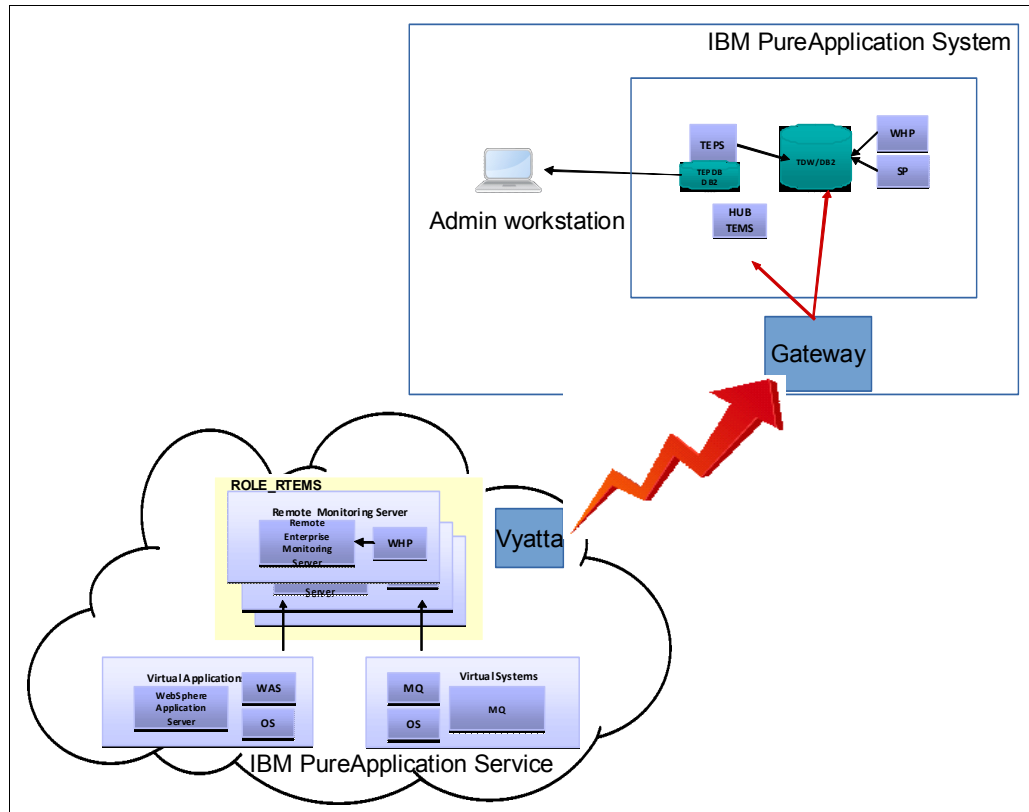 IBM PureApplication System
TEPS
TEPDB
DB2
TDW/DB2
WHP
SP
HUB
TEMS
Admin workstation
Gateway
ROLE_RTEMS
Remote Monitoring Server
Remote
Enterprise
Monitoring
Server
WHP
Server
Vyatta
Virtual Application
WebSphere
Application
Server
WAS
OS
Virtual Systems
MQ
OS
MQ
IBM PureApplication Service